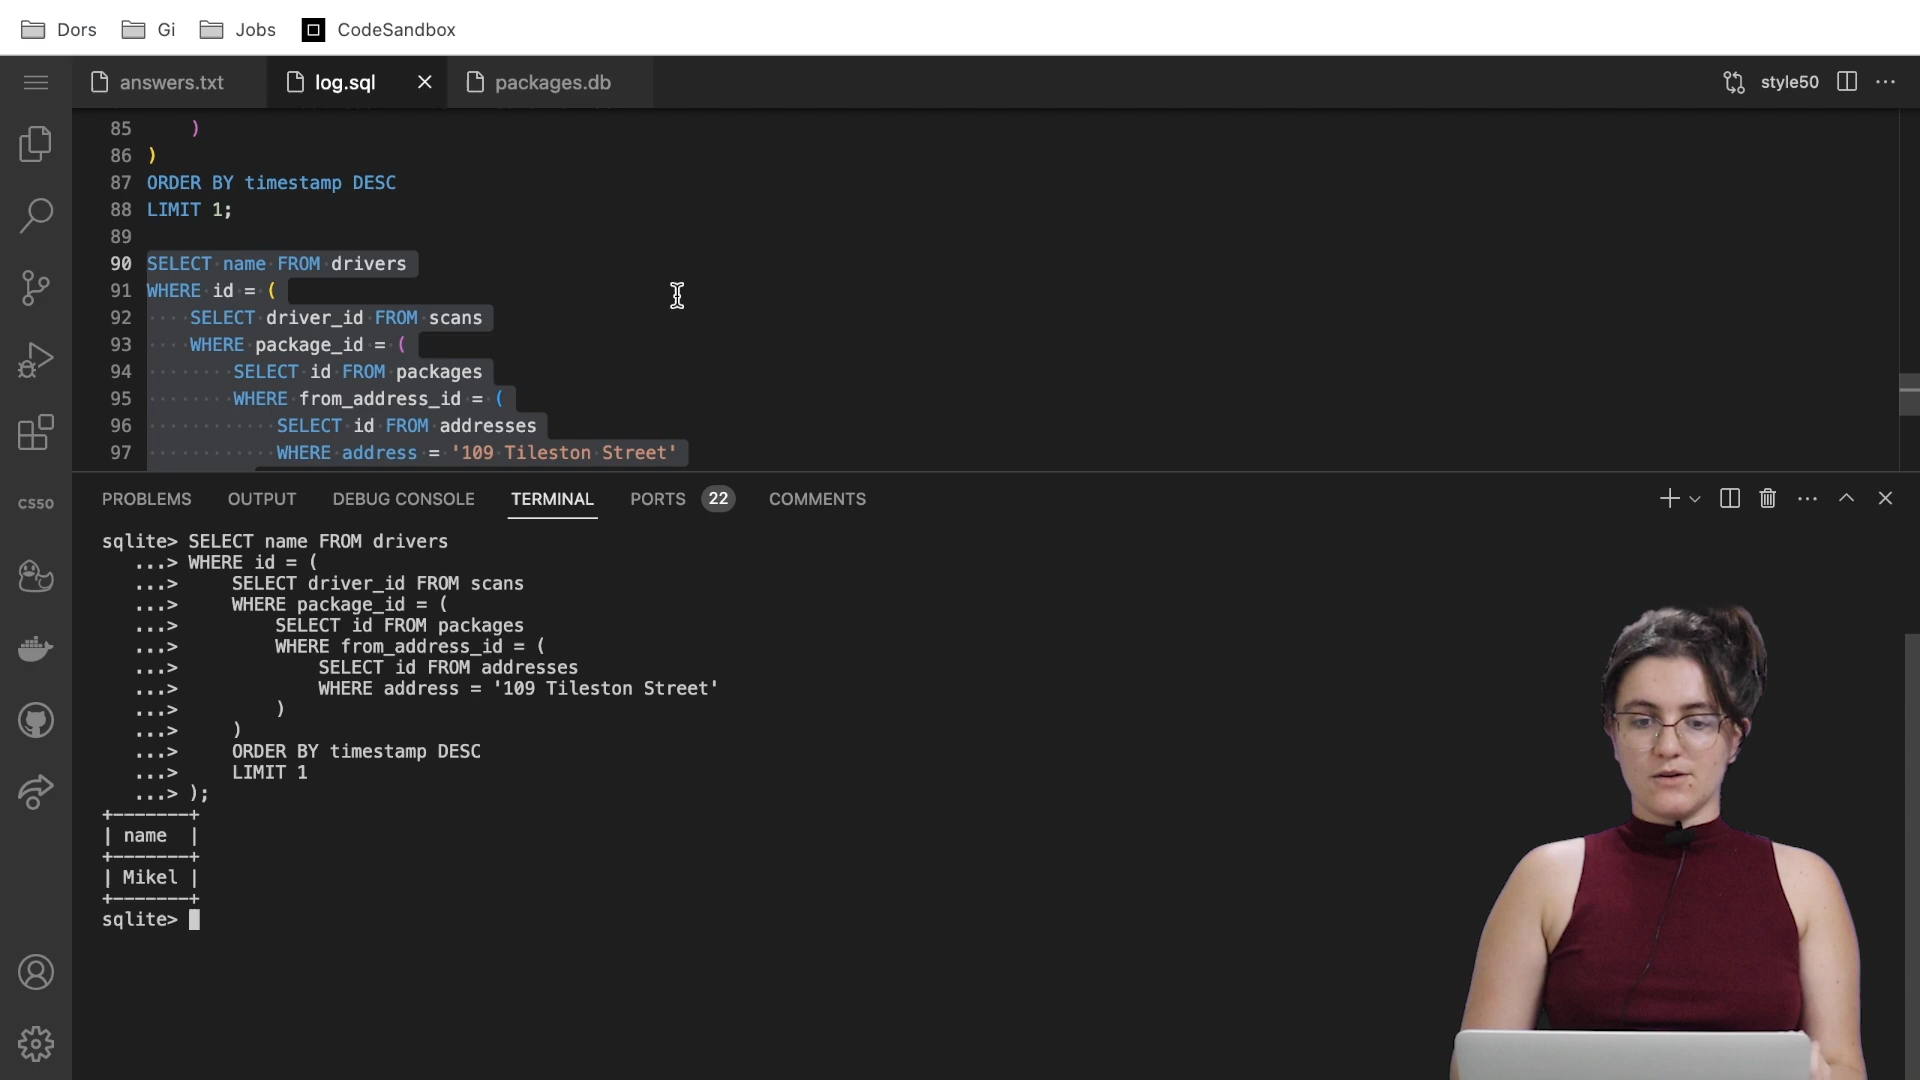 Dors Gi Jobs CodeSandbox
answers.txt log.sql packages.db style50
85 )
86 )
87 ORDER BY timestamp DESC
88 LIMIT 1;
89
90 SELECT name FROM drivers
91 WHERE id = (
92 SELECT driver_id FROM scans
93 WHERE package_id = (
94 SELECT id FROM packages
95 WHERE from_address_id = (
96 SELECT id FROM addresses
97 WHERE address = '109 Tileston Street'
CS50
PROBLEMS OUTPUT DEBUG CONSOLE TERMINAL PORTS 22 COMMENTS
sqlite> SELECT name FROM drivers
...> WHERE id = (
...> SELECT driver_id FROM scans
...> WHERE package_id = (
...> SELECT id FROM packages
...> WHERE from_address_id = (
...> SELECT id FROM addresses
...> WHERE address = '109 Tileston Street'
...> )
...> )
...> ORDER BY timestamp DESC
...> LIMIT 1
...> );
+-------+
| name |
+-------+
| Mikel |
+-------+
sqlite>